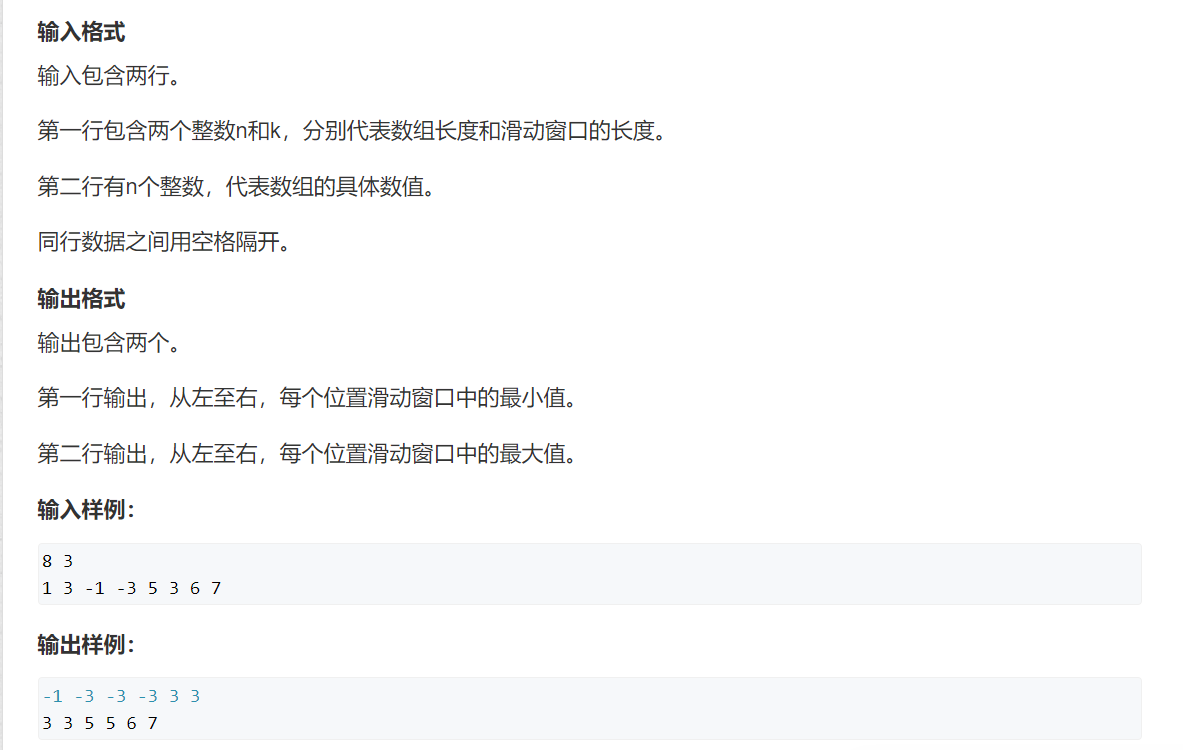 输入格式
输入包含两行。
第一行包含两个整数n和k，分别代表数组长度和滑动窗口的长度。
第二行有n个整数，代表数组的具体数值。
同行数据之间用空格隔开。
输出格式
输出包含两个。
第一行输出，从左至右，每个位置滑动窗口中的最小值。
第二行输出，从左至右，每个位置滑动窗口中的最大值。
输入样例：
8 3
1 3 -1 -3 5 3 6 7
输出样例：
-1 -3 -3 -3 3 3
3 3 5 5 6 7